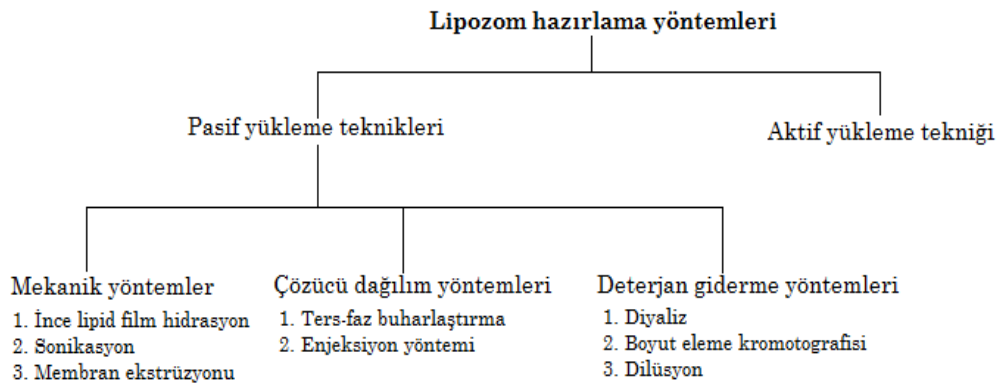 Lipozom hazırlama yöntemleri
Pasif yükleme teknikleri
Aktif yükleme tekniği
Mekanik yöntemler
1. İnce lipid film hidrasyon
2. Sonikasyon
3. Membran ekstrüzyonu
Çözücü dağılım yöntemleri
1. Ters-faz buharlaştırma
2. Enjeksiyon yöntemi
Deterjan giderme yöntemleri
1. Diyaliz
2. Boyut eleme kromotografisi
3. Dilüsyon